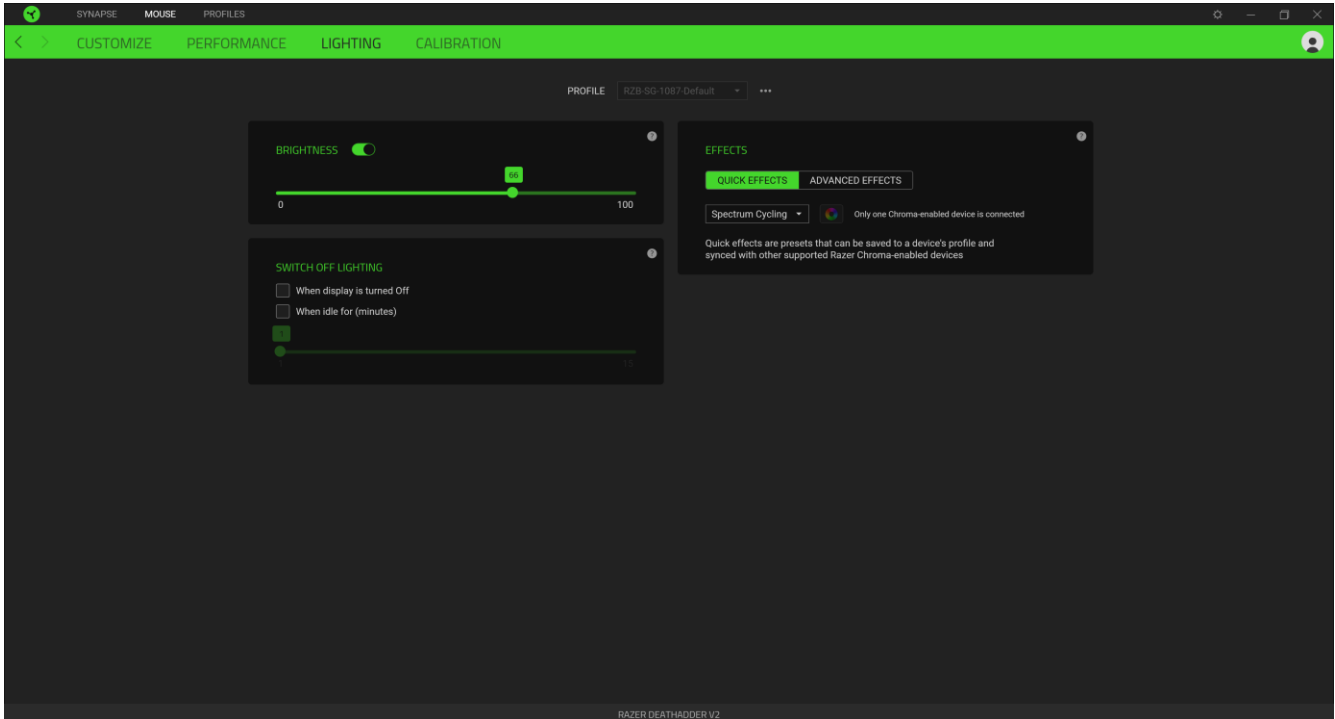 SYNAPSE MOUSE PROFILES
CUSTOMIZE PERFORMANCE LIGHTING CALIBRATION
PROFILE RZB-SG-1087-Default
BRIGHTNESS
66
0 100
SWITCH OFF LIGHTING
When display is turned Off
When idle for (minutes)
1
1 15
EFFECTS
QUICK EFFECTS ADVANCED EFFECTS
Spectrum Cycling Only one Chroma-enabled device is connected
Quick effects are presets that can be saved to a device's profile and
synced with other supported Razer Chroma-enabled devices
RAZER DEATHADDER V2